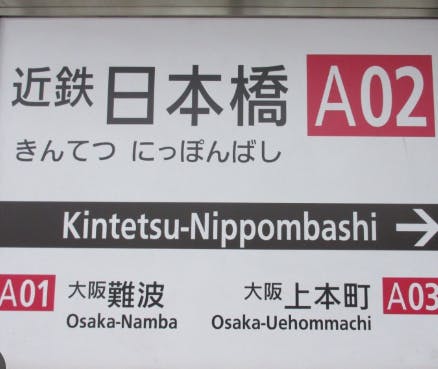 近鉄 日本橋 A02
きんてつ にっぽんばし
Kintetsu-Nippombashi →
A01 大阪難波 大阪上本町 A03
Osaka-Namba Osaka-Uehommachi